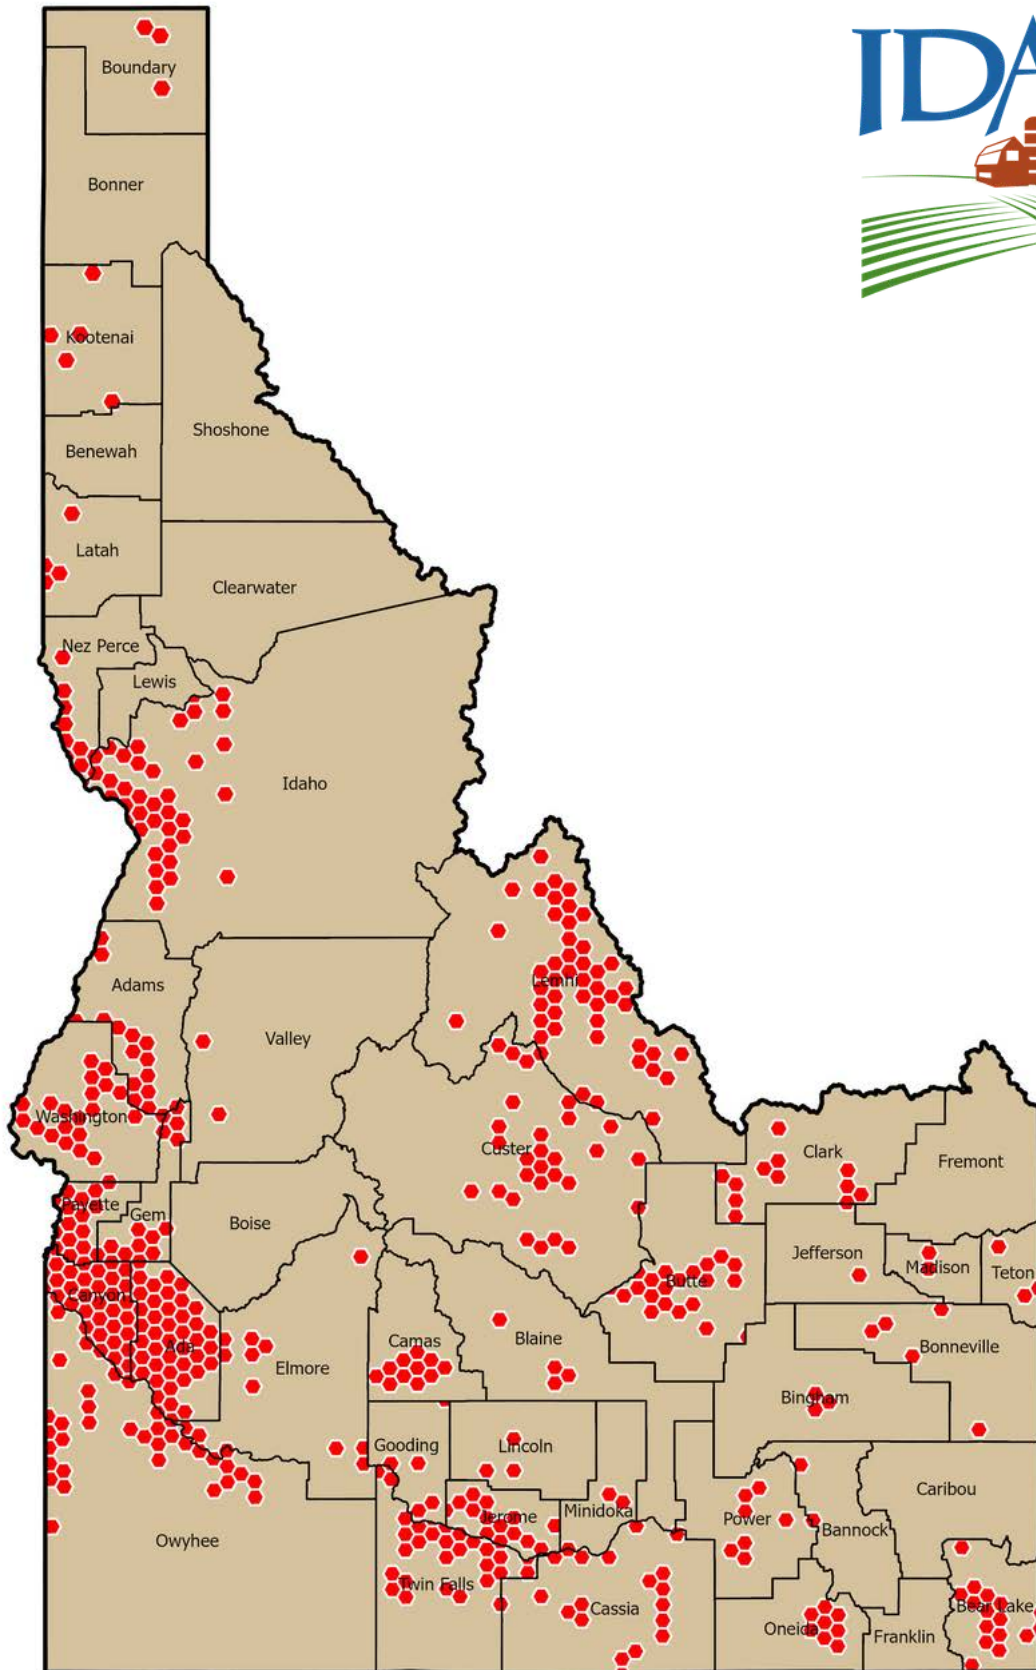 IDA
Boundary
Bonner
Kootenai
Shoshone
Benewah
Latah
Clearwater
Nez Perce
Lewis
Idaho
Lemhi
Adams
Valley
Washington
Custer
Clark
Fremont
Payette
Gem
Boise
Jefferson
Madison
Teton
Butte
Canyon
Ada
Camas
Blaine
Bonneville
Elmore
Bingham
Gooding
Lincoln
Caribou
Jerome
Minidoka
Power
Bannock
Owyhee
Twin Falls
Cassia
Bear Lake
Oneida
Franklin